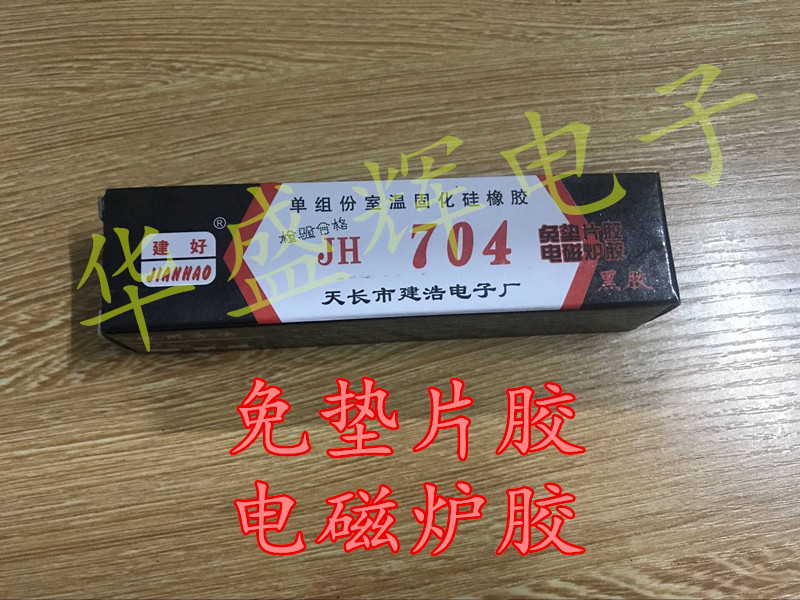 华盛辉电子
建好
®
JIANHAO
单组份室温固化硅橡胶
检验合格
JH 704
免垫片胶
电磁炉胶
黑胶
天长市建浩电子厂
免垫片胶
电磁炉胶